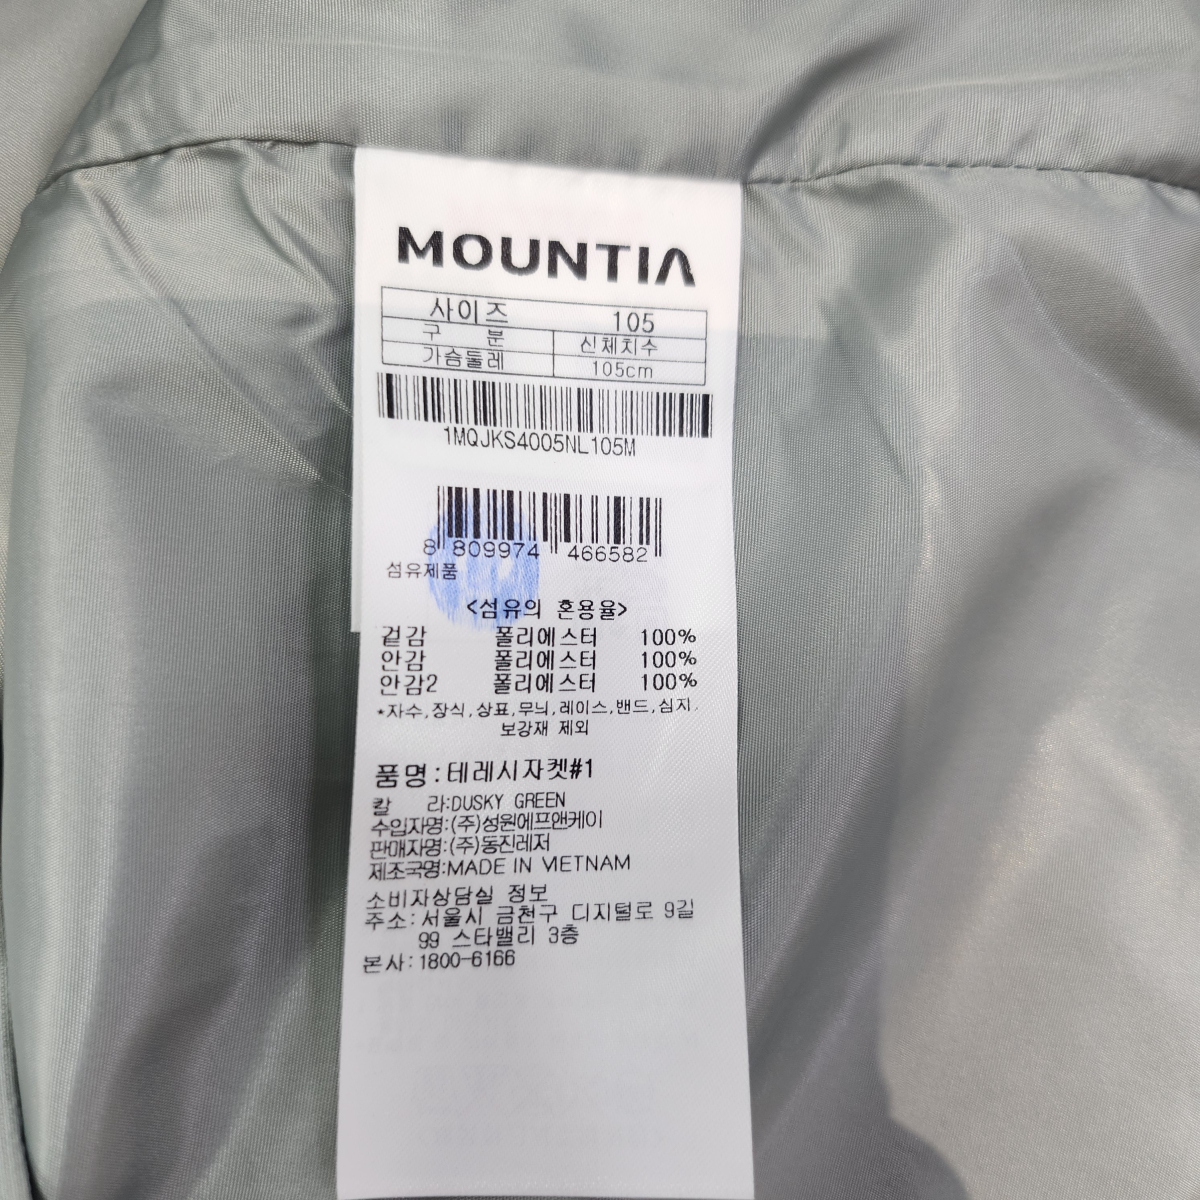 MOUNTIA
사이즈 105
구 분 신체치수
가슴둘레 105cm
1MQJKS4005NL105M
8 809974 466582
섬유제품
<섬유의 혼용율>
겉감 폴리에스터 100%
안감 폴리에스터 100%
안감2 폴리에스터 100%
*자수,장식,상표,무늬,레이스,밴드,심지,
보강재 제외
품명:테레시자켓#1
칼 라:DUSKY GREEN
수입자명:(주)성원에프앤케이
판매자명:(주)동진레저
제조국명:MADE IN VIETNAM
소비자상담실 정보
주소:서울시 금천구 디지털로 9길
99 스타밸리 3층
본사:1800-6166